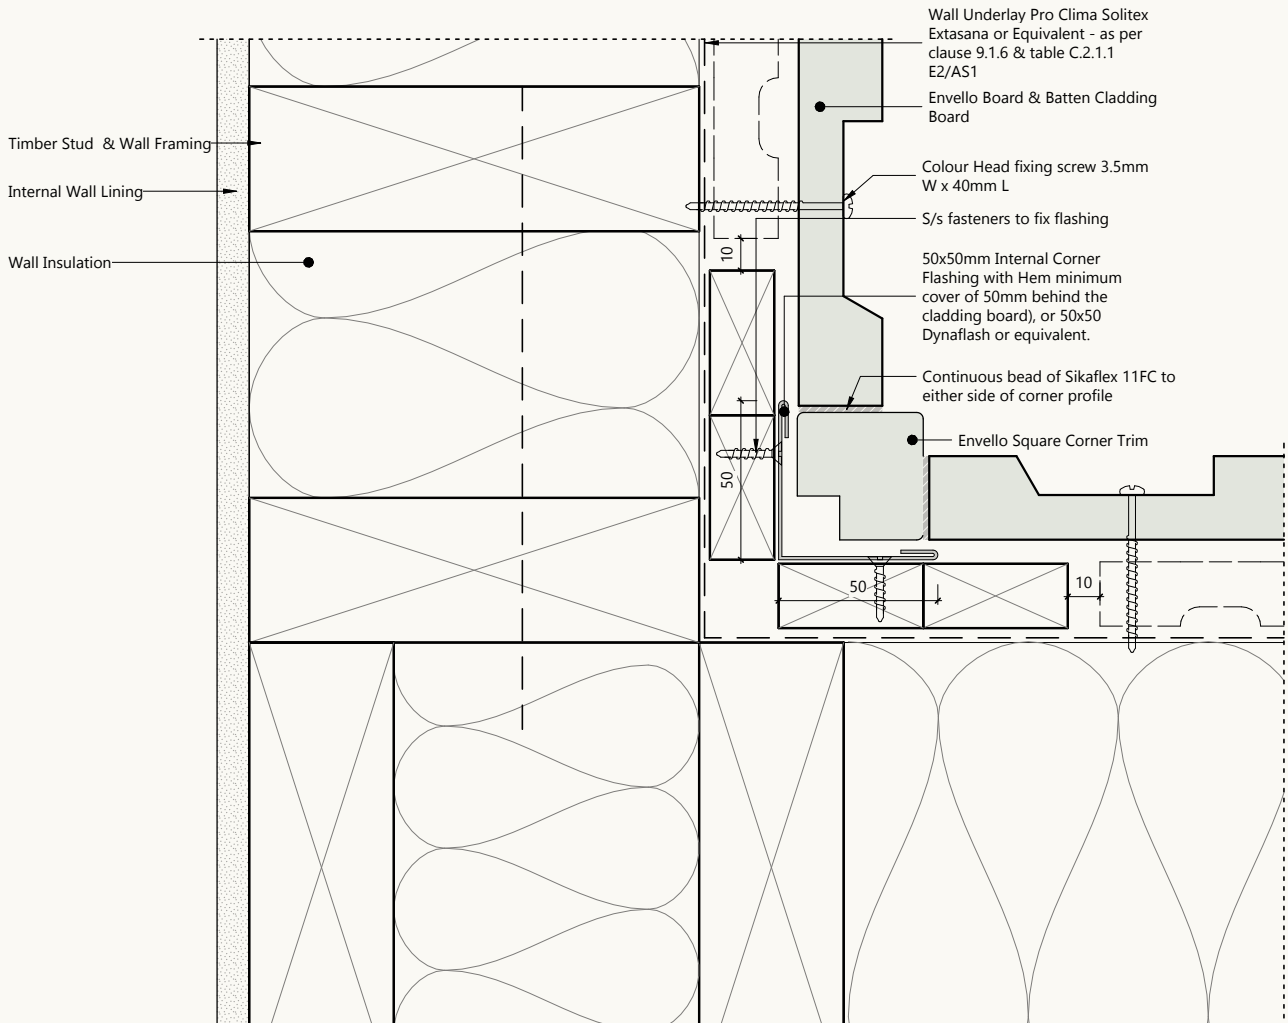 Wall Underlay Pro Clima Solitex
Extasana or Equivalent - as per
clause 9.1.6 & table C.2.1.1
E2/AS1
Envello Board & Batten Cladding
Board
Timber Stud  & Wall Framing
Internal Wall Lining
Colour Head fixing screw 3.5mm
W x 40mm L
S/s fasteners to fix flashing
Wall Insulation
10
50x50mm Internal Corner
Flashing with Hem minimum
cover of 50mm behind the
cladding board), or 50x50
Dynaflash or equivalent.
Continuous bead of Sikaflex 11FC to
either side of corner profile
Envello Square Corner Trim
50
50
10